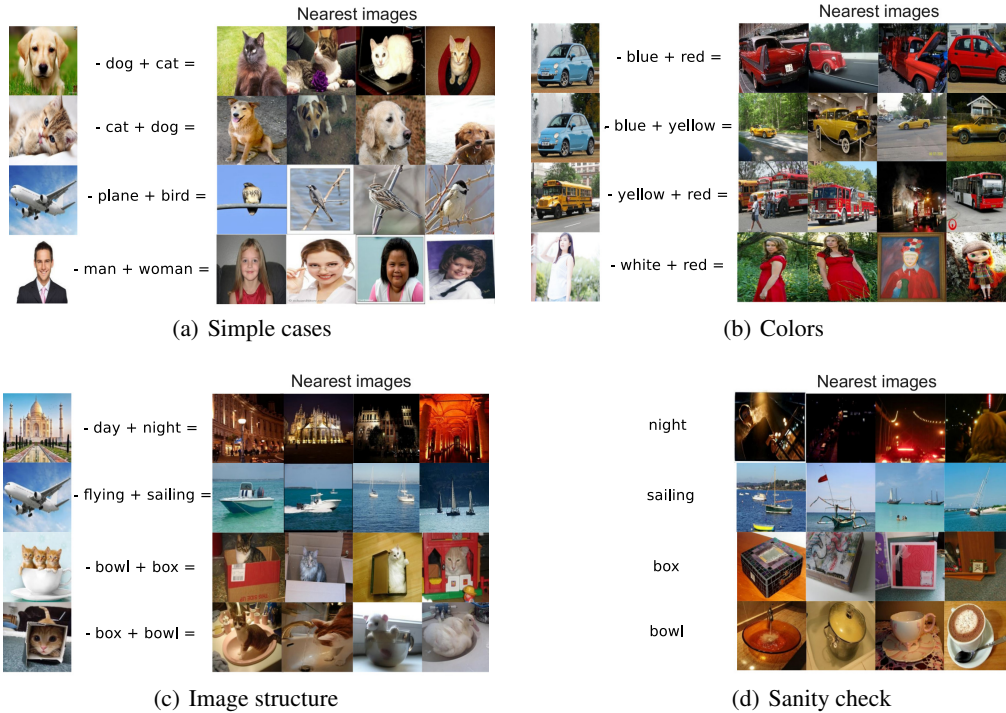 Nearest images
- dog + cat =
- cat + dog =
- plane + bird =
- man + woman =
(a) Simple cases
Nearest images
- blue + red =
- blue + yellow =
- yellow + red =
- white + red =
(b) Colors
Nearest images
- day + night =
- flying + sailing =
- bowl + box =
- box + bowl =
(c) Image structure
Nearest images
night
sailing
box
bowl
(d) Sanity check